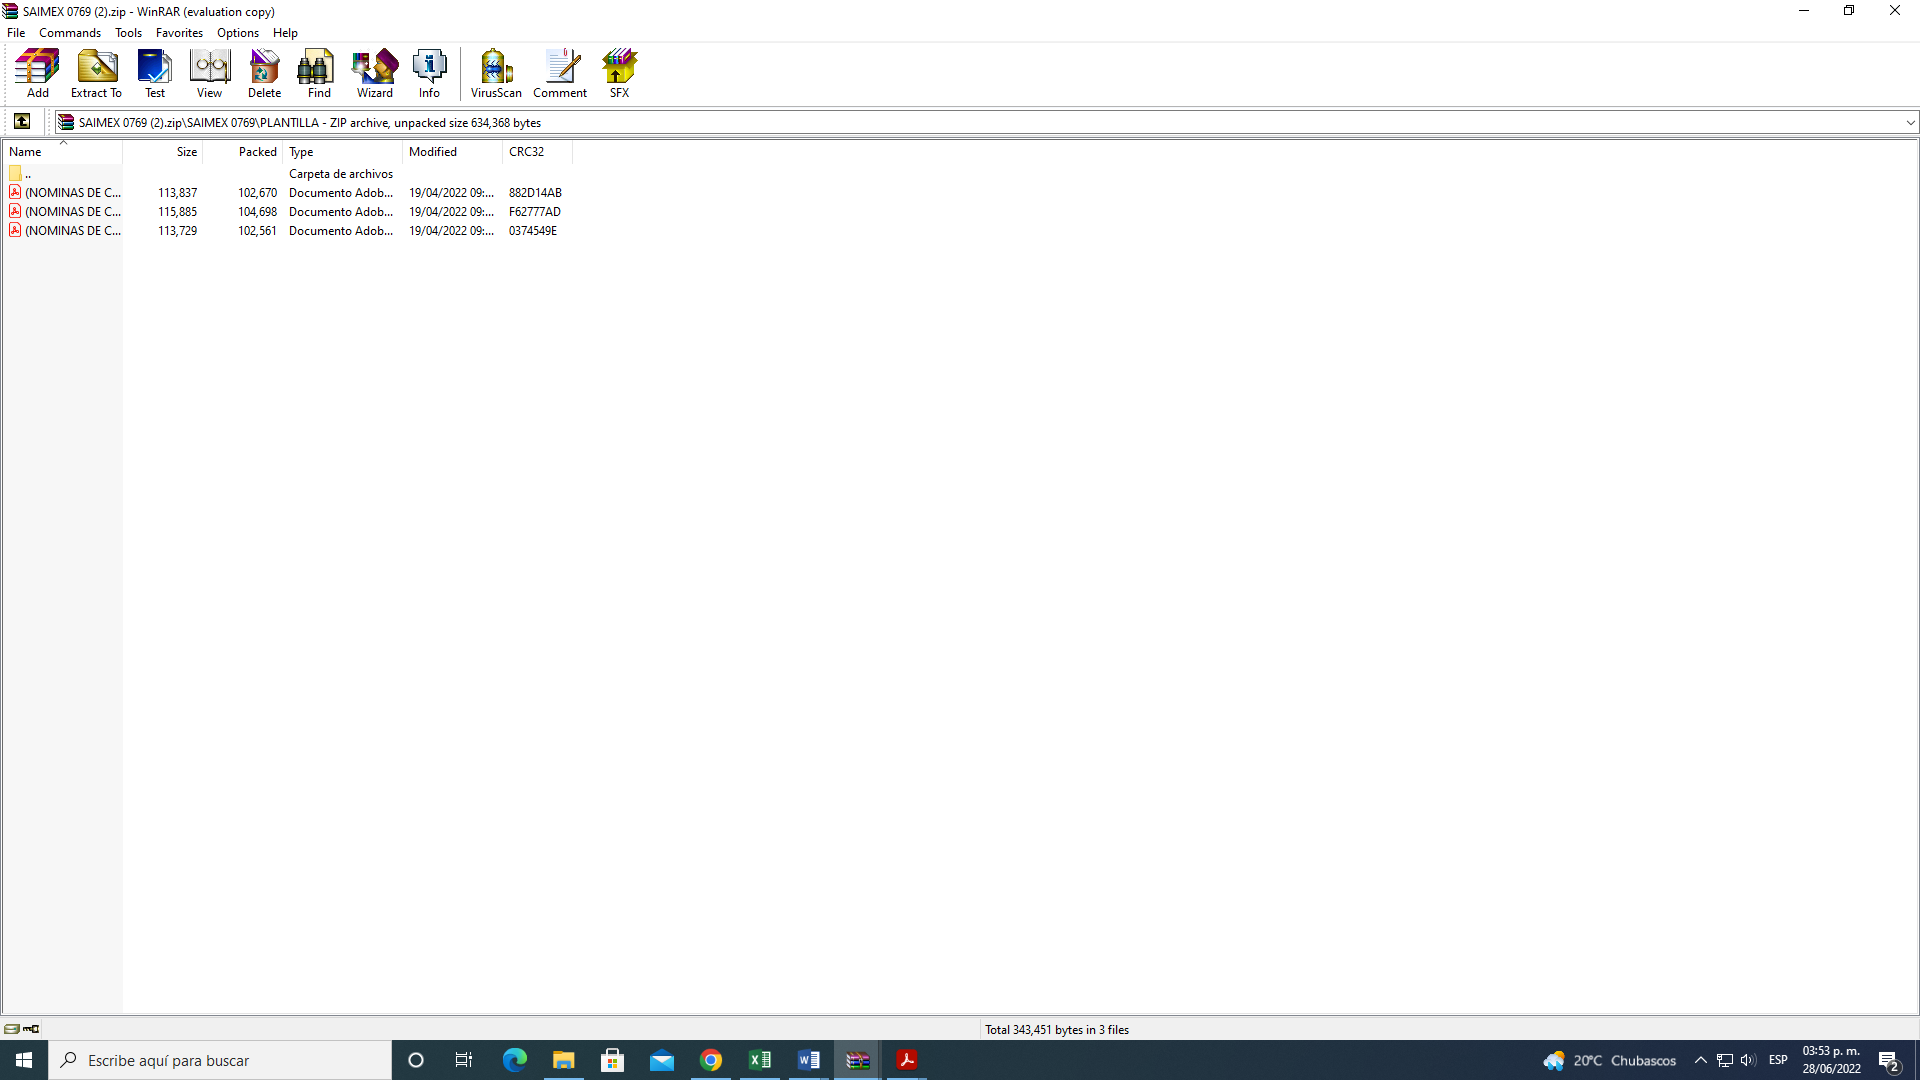 SAIMEX 0769 (2).zip - WinRAR (evaluation copy)
File Commands Tools Favorites Options Help
Add Extract To Test View Delete Find Wizard Info VirusScan Comment SFX
SAIMEX 0769 (2).zip\SAIMEX 0769\PLANTILLA - ZIP archive, unpacked size 634,368 bytes
Name Size Packed Type Modified CRC32
.. Carpeta de archivos
(NOMINAS DE C... 113,837 102,670 Documento Adob... 19/04/2022 09:... 882D14AB
(NOMINAS DE C... 115,885 104,698 Documento Adob... 19/04/2022 09:... F62777AD
(NOMINAS DE C... 113,729 102,561 Documento Adob... 19/04/2022 09:... 0374549E
Total 343,451 bytes in 3 files
Escribe aquí para buscar
20°C Chubascos
ESP
03:53 p. m.
28/06/2022
2